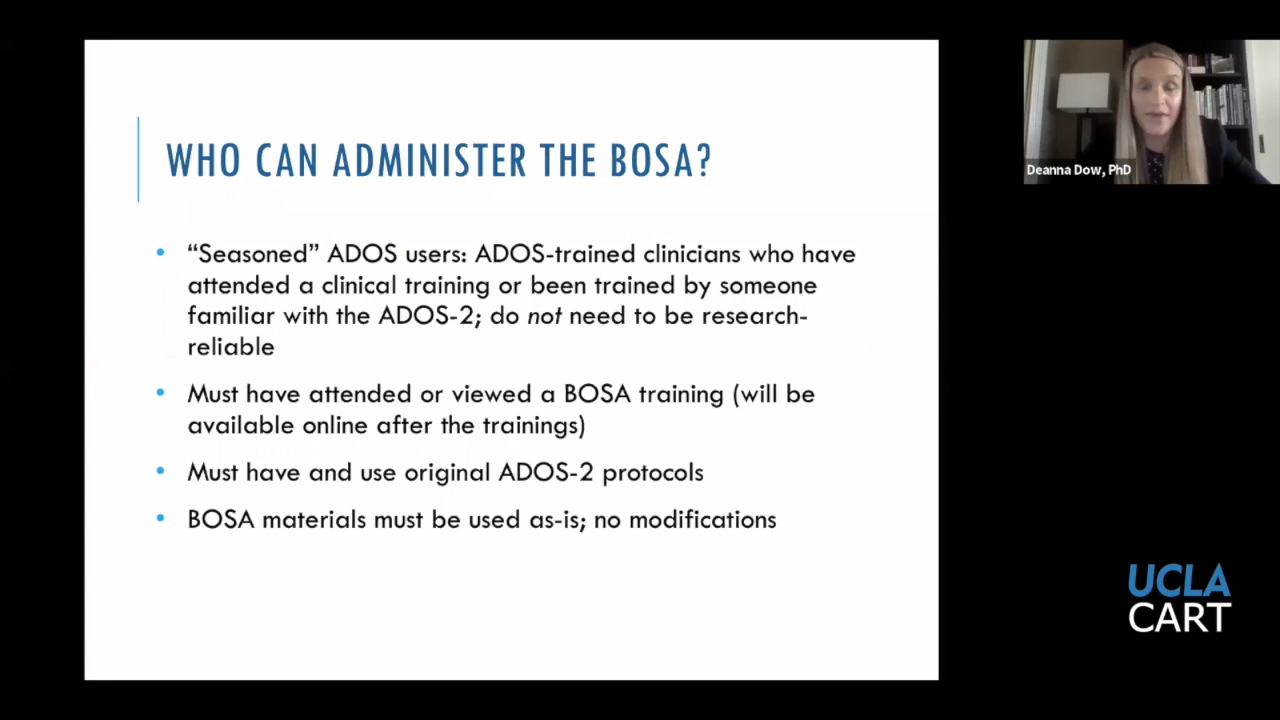 WHO CAN ADMINISTER THE BOSA?
• “Seasoned” ADOS users: ADOS-trained clinicians who have
attended a clinical training or been trained by someone
familiar with the ADOS-2; do not need to be research-
reliable
• Must have attended or viewed a BOSA training (will be
available online after the trainings)
• Must have and use original ADOS-2 protocols
• BOSA materials must be used as-is; no modifications
Deanna Dow, PhD
UCLA
CART